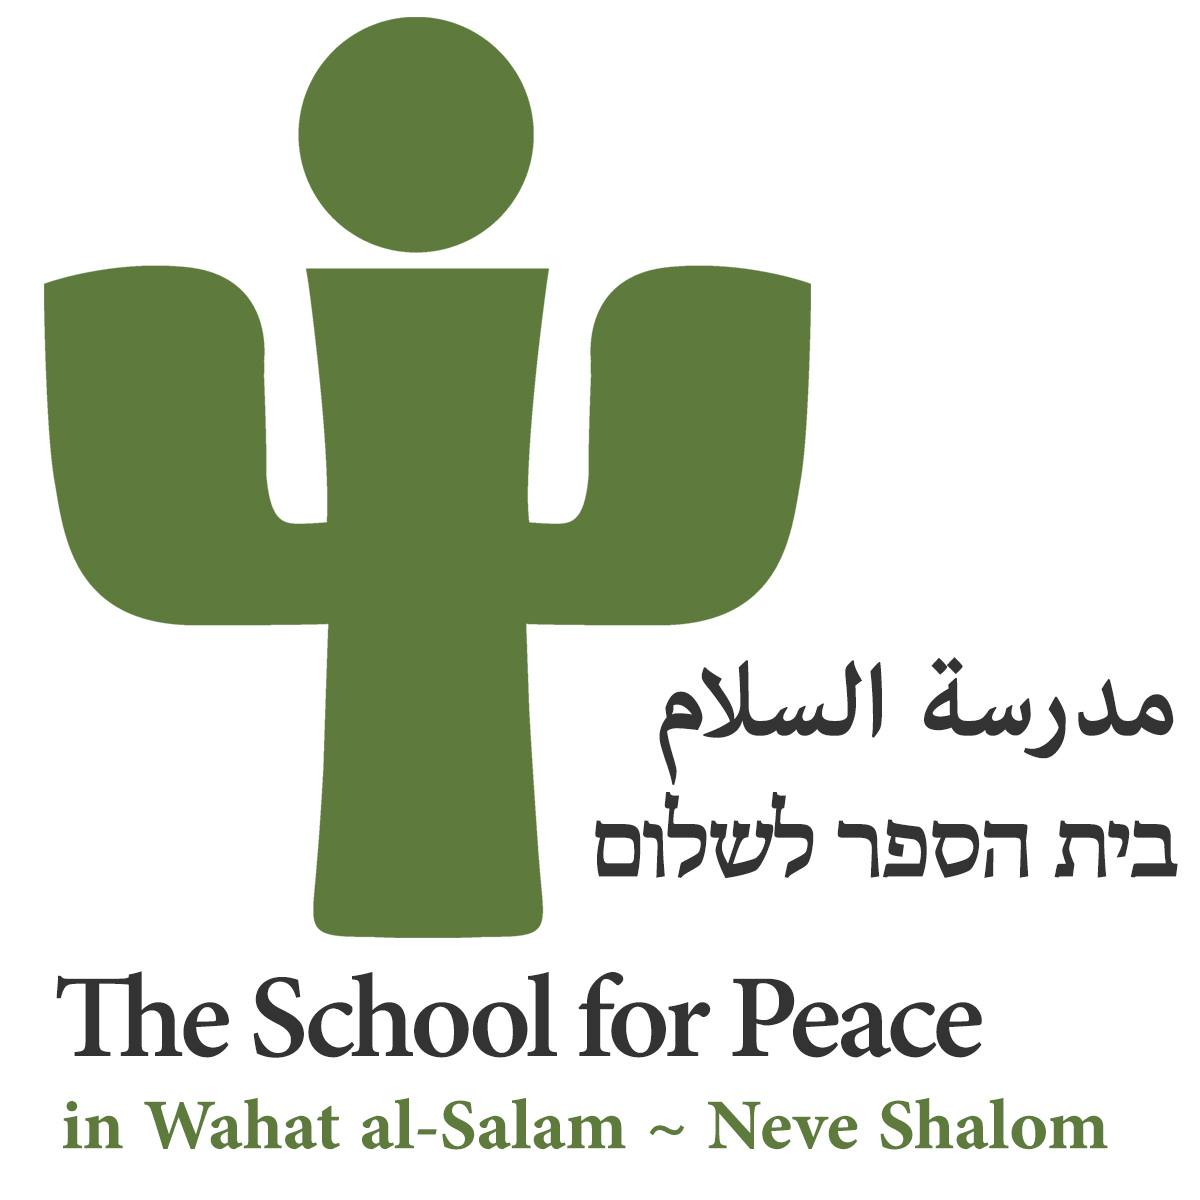 مدرسة السلام
בית הספר לשלום
The School for Peace
in Wahat al-Salam ~ Neve Shalom